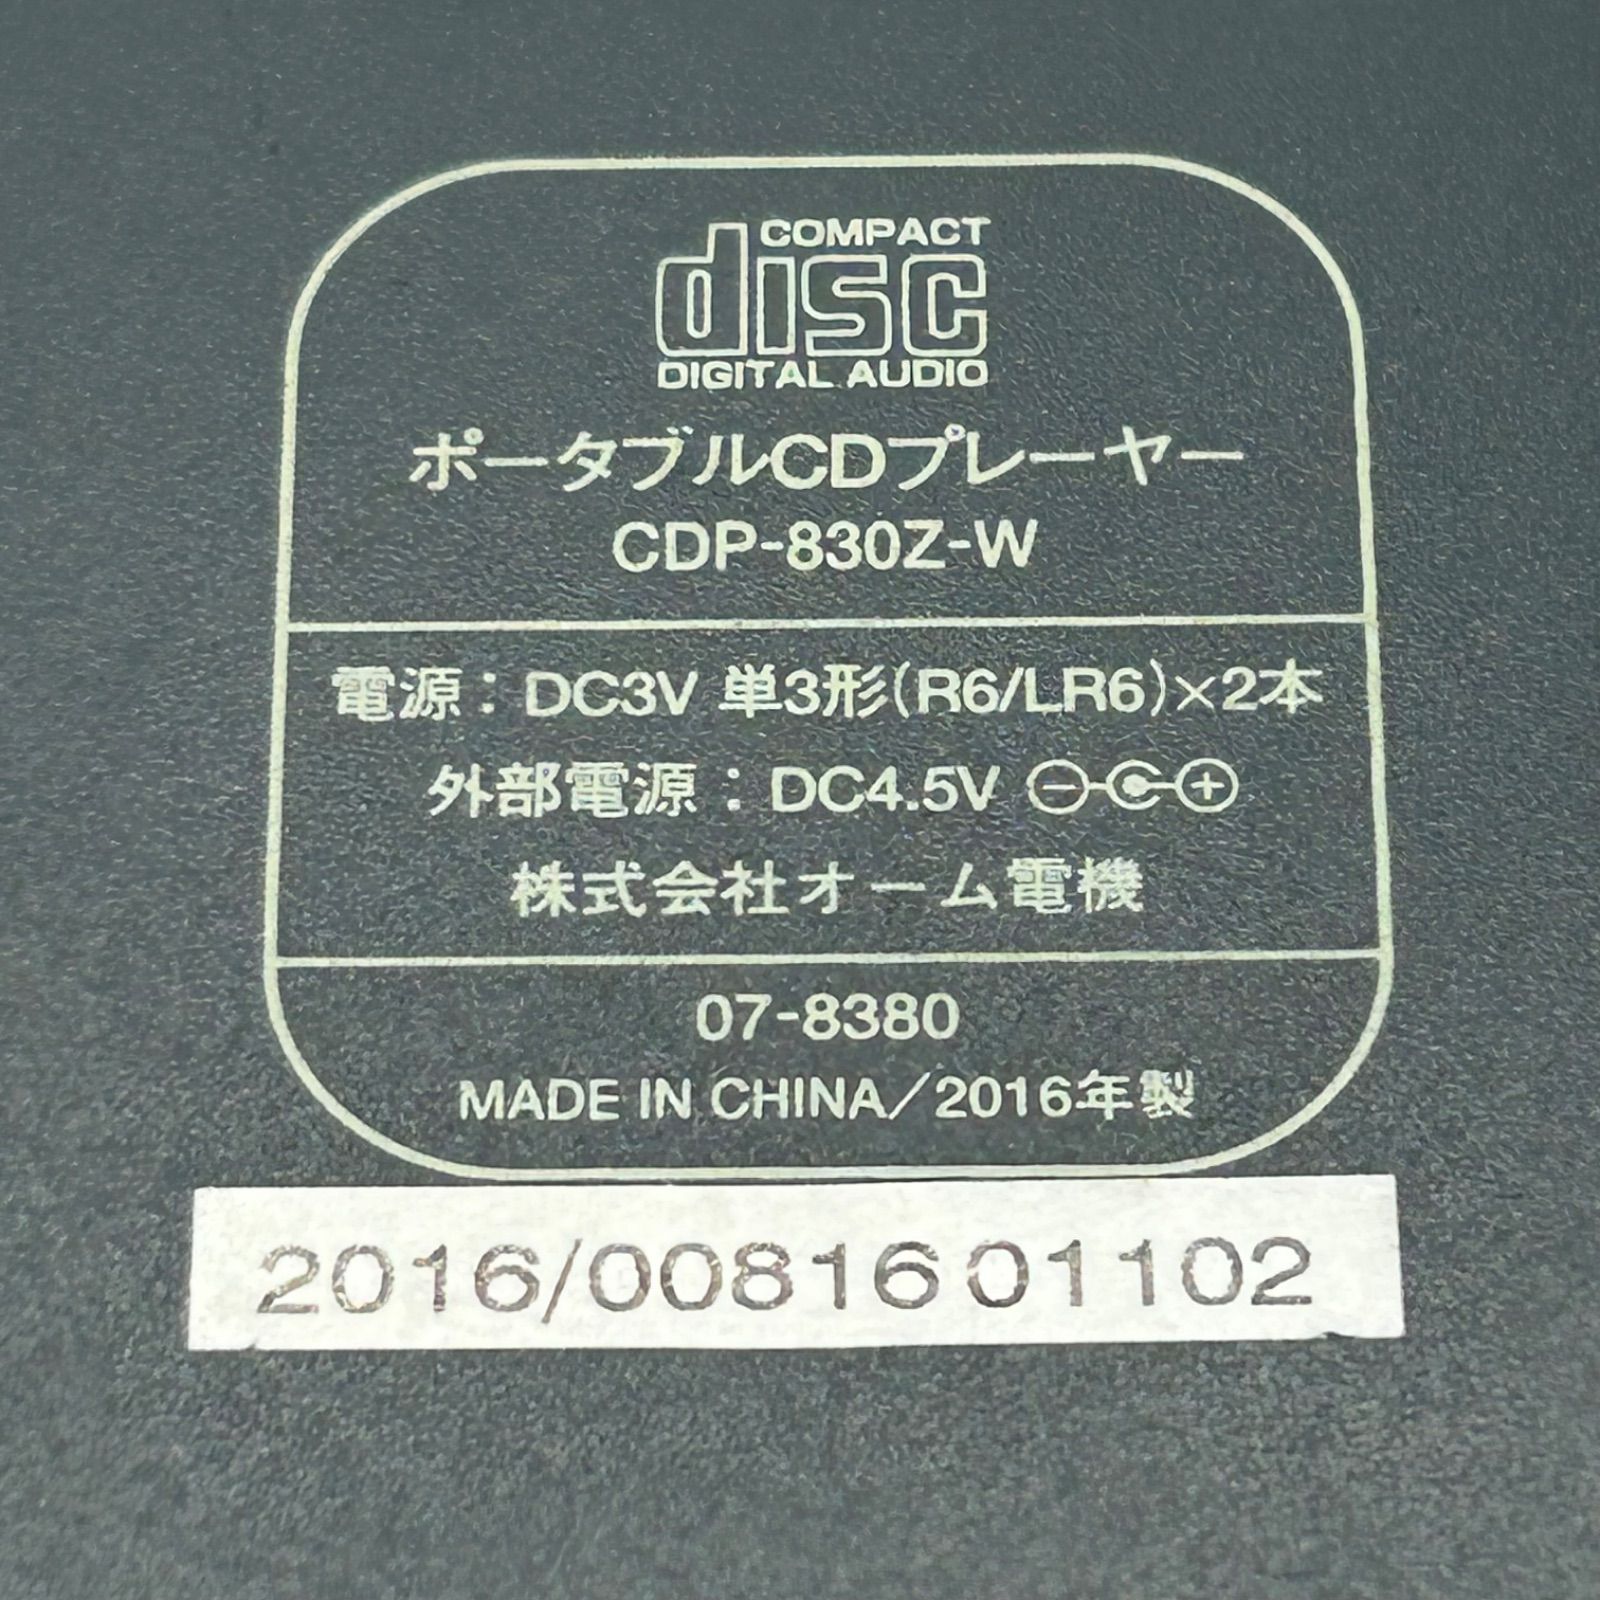 COMPACT
disc
DIGITAL AUDIO
ポータブルCDプレーヤー
CDP-830Z-W
電源：DC3V 単3形(R6/LR6)×2本
外部電源：DC4.5V
株式会社オーム電機
07-8380
MADE IN CHINA/2016年製
2016/00816 01102